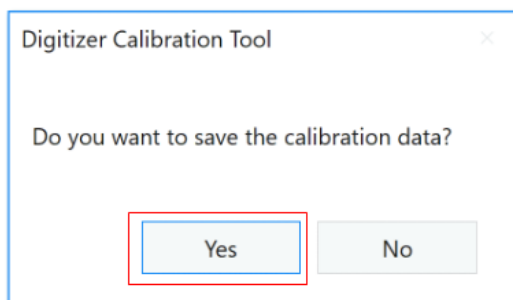 Digitizer Calibration Tool
Do you want to save the calibration data?
Yes No